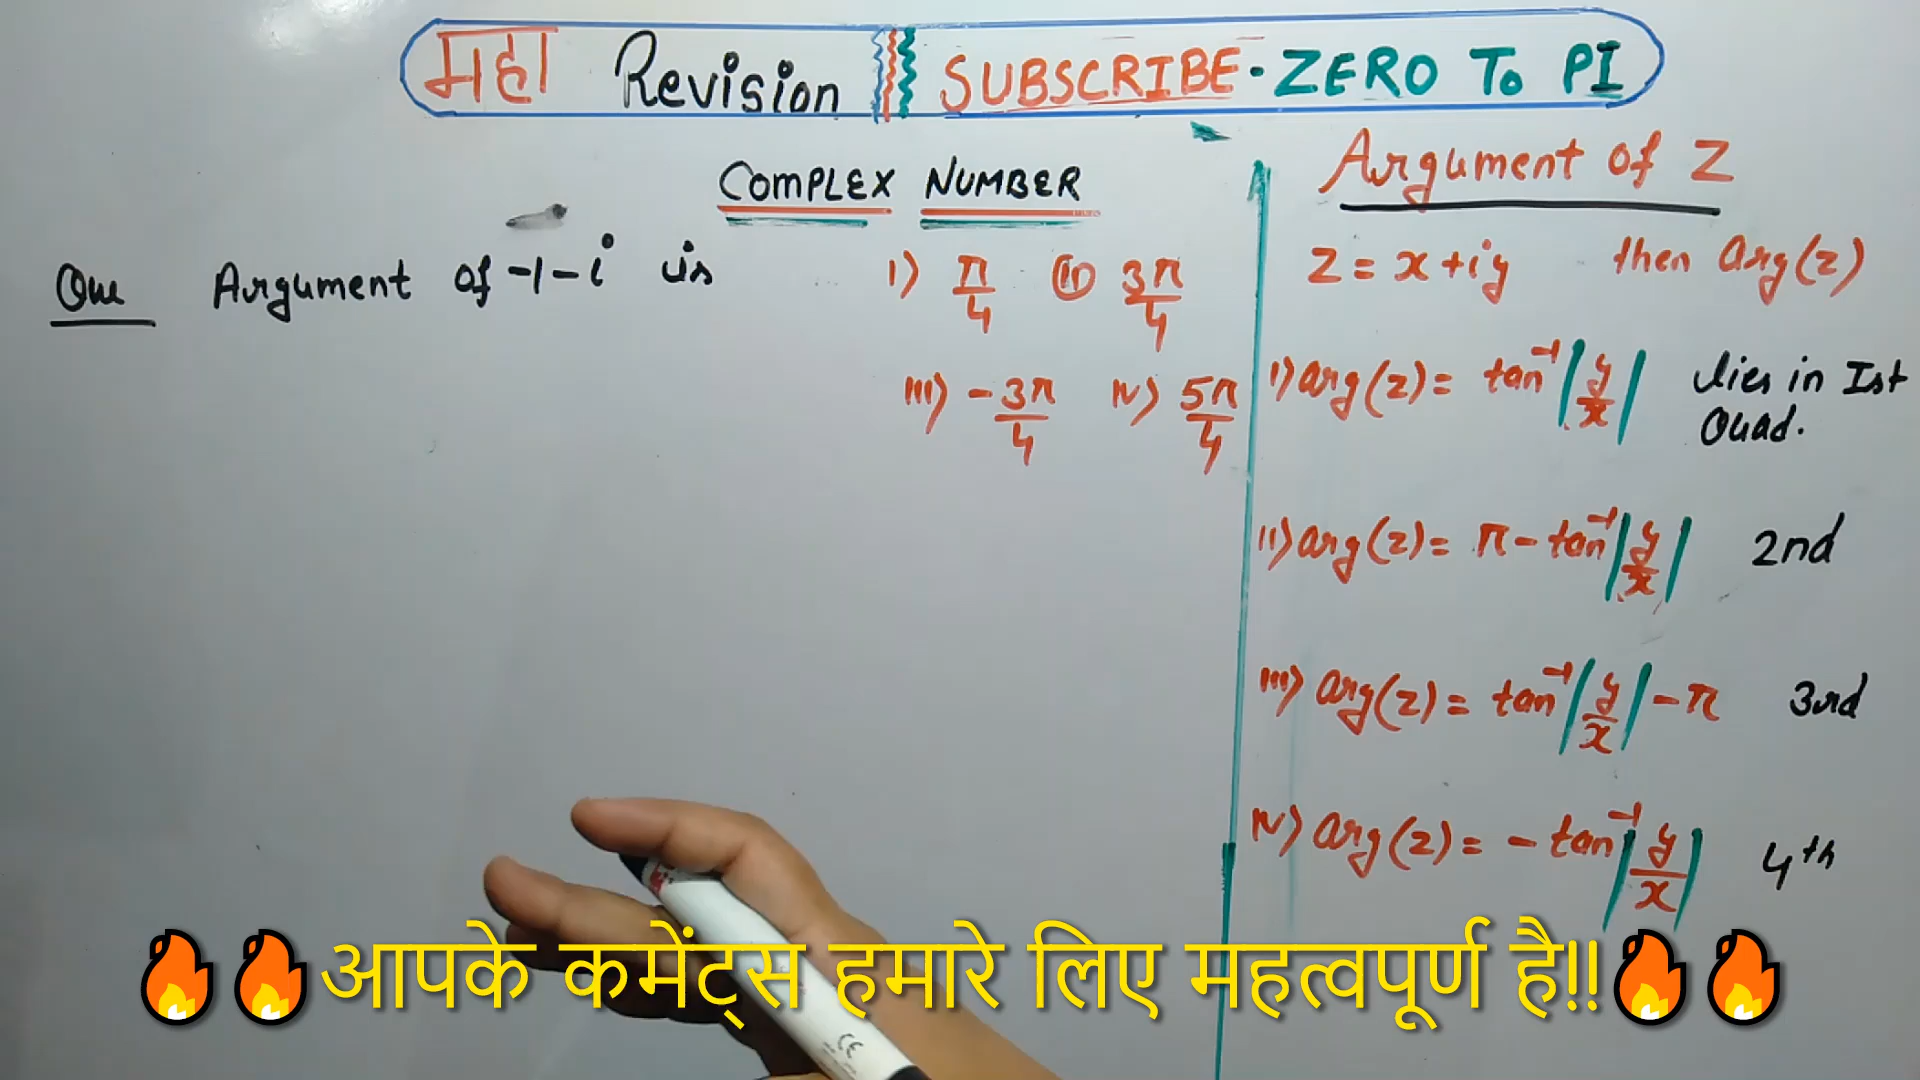 महा Revision SUBSCRIBE·ZERO To PI
COMPLEX NUMBER
Que Argument of -1-i is
I) π/4 (II) 3π/4
III) -3π/4 IV) 5π/4
Argument of Z
Z = x+iy then Arg(z)
I) arg(z) = tan⁻¹|y/x| lies in Ist
Quad.
II) arg(z) = π - tan⁻¹|y/x| 2nd
III) arg(z) = tan⁻¹|y/x| - π 3rd
IV) arg(z) = - tan⁻¹|y/x| 4th
🔥🔥आपके कमेंट्स हमारे लिए महत्वपूर्ण है!!🔥🔥
CE